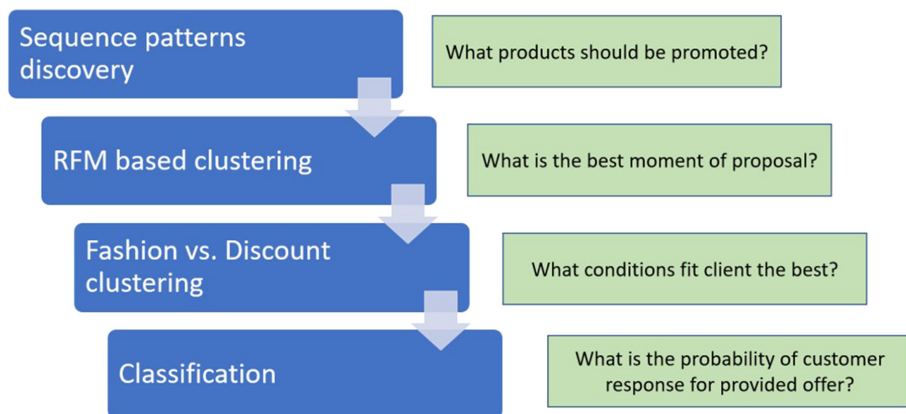 Sequence patterns
discovery
What products should be promoted?
RFM based clustering
What is the best moment of proposal?
Fashion vs. Discount
clustering
What conditions fit client the best?
Classification
What is the probability of customer
response for provided offer?